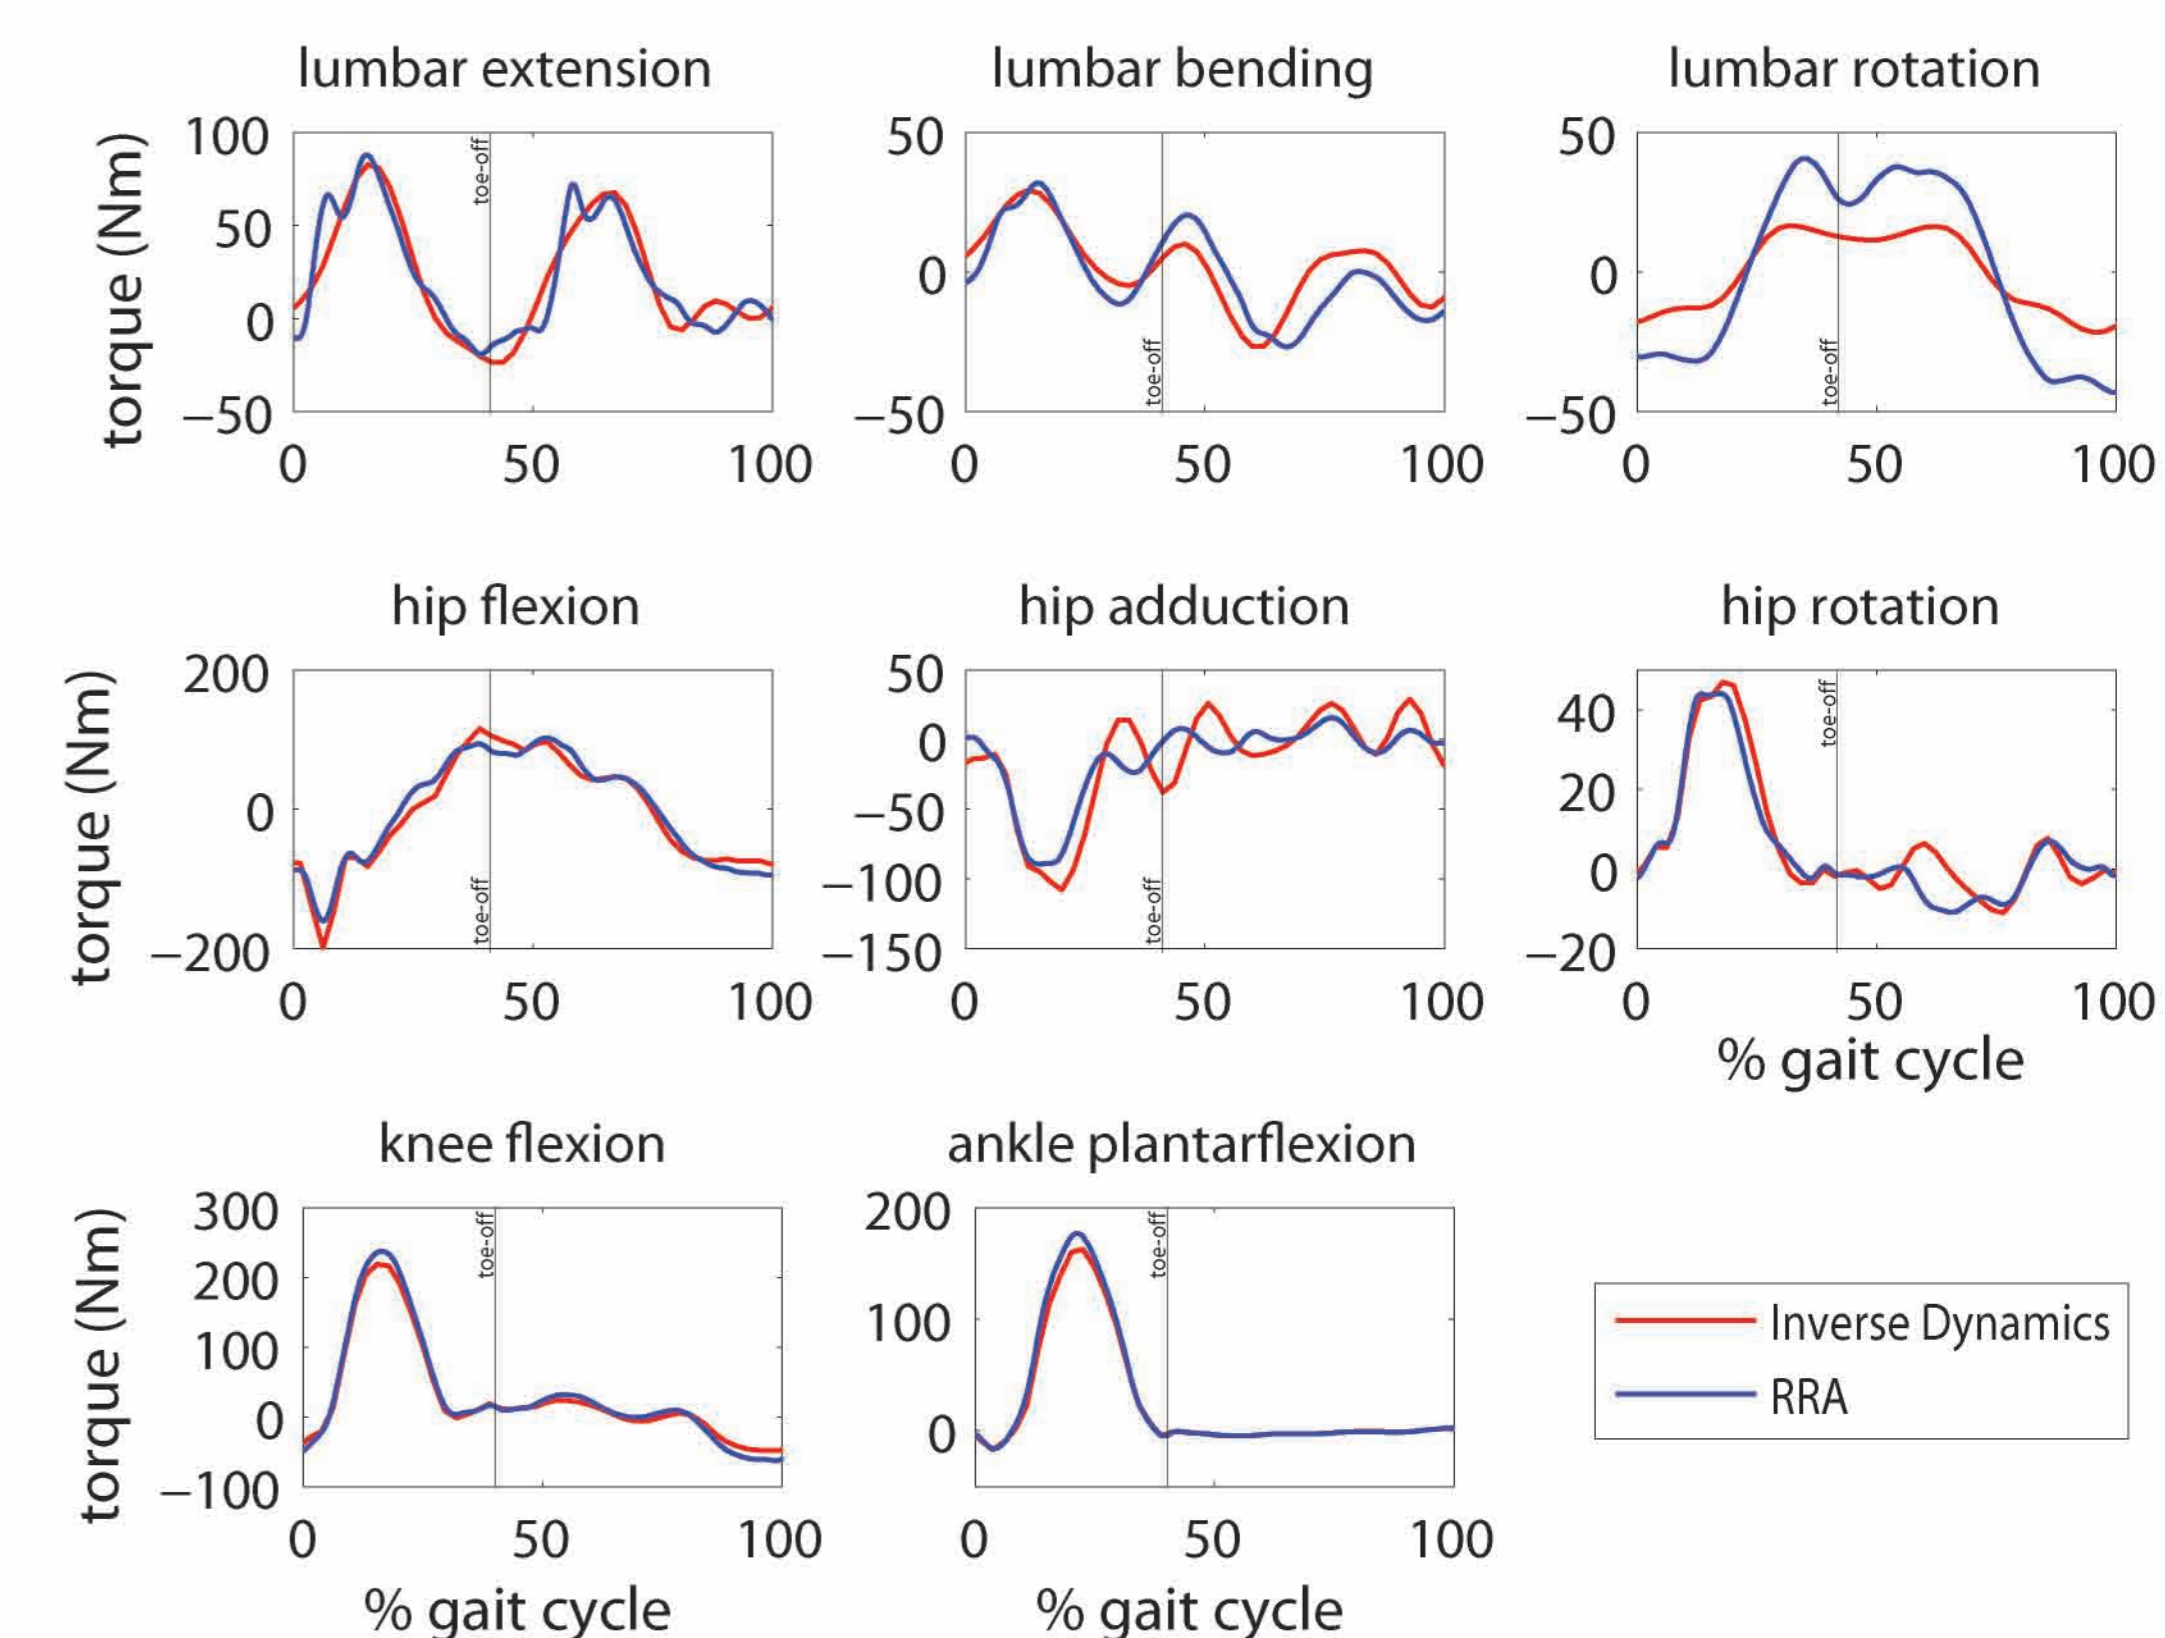 lumbar extension
lumbar bending
lumbar rotation
torque (Nm)
100
50
0
−50
toe-off
0
50
100
50
0
−50
toe-off
0
50
100
50
0
−50
toe-off
0
50
100
hip flexion
hip adduction
hip rotation
torque (Nm)
200
0
−200
toe-off
0
50
100
50
0
−50
−100
−150
toe-off
0
50
100
40
20
0
−20
toe-off
0
50
100
% gait cycle
knee flexion
ankle plantarflexion
torque (Nm)
300
200
100
0
−100
toe-off
0
50
100
% gait cycle
200
100
0
toe-off
0
50
100
% gait cycle
Inverse Dynamics
RRA